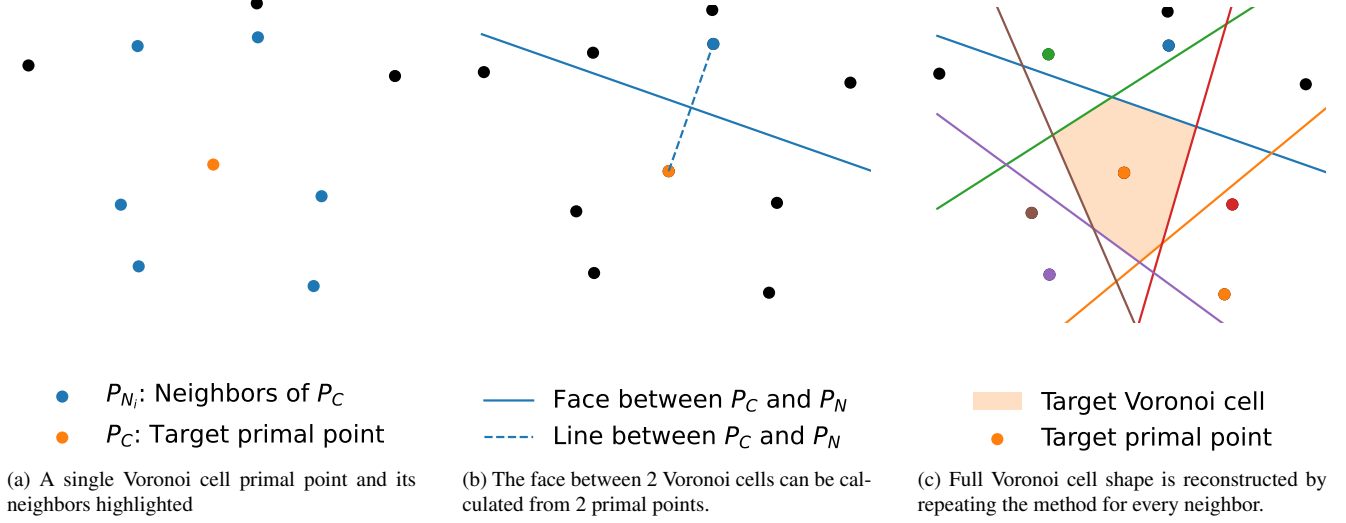 P_{N_i}: Neighbors of P_C
P_C: Target primal point
(a) A single Voronoi cell primal point and its
neighbors highlighted
Face between P_C and P_N
Line between P_C and P_N
(b) The face between 2 Voronoi cells can be cal-
culated from 2 primal points.
Target Voronoi cell
Target primal point
(c) Full Voronoi cell shape is reconstructed by
repeating the method for every neighbor.